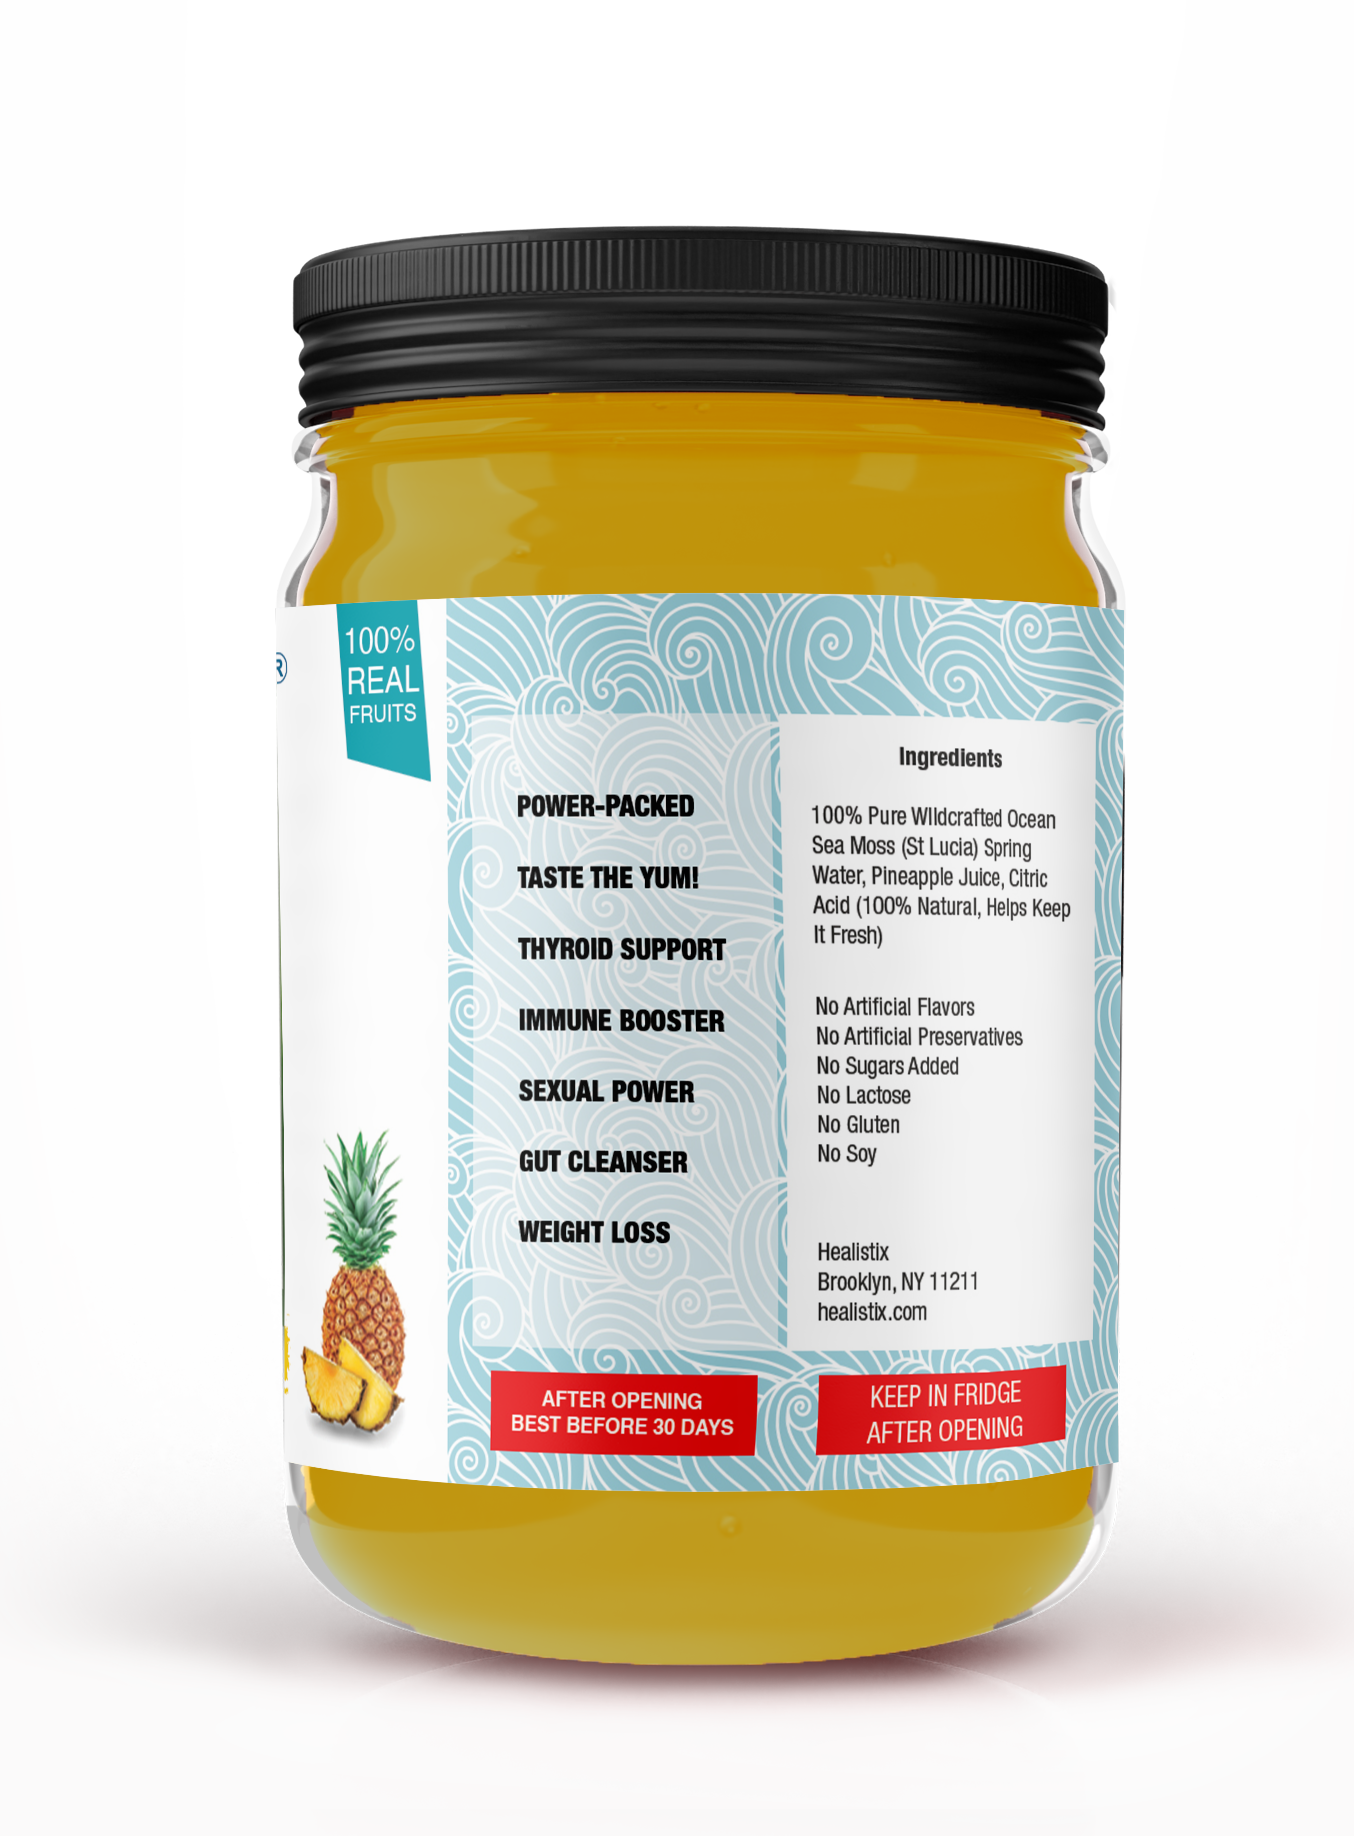 ®
100%
REAL
FRUITS
POWER-PACKED
TASTE THE YUM!
THYROID SUPPORT
IMMUNE BOOSTER
SEXUAL POWER
GUT CLEANSER
WEIGHT LOSS
Ingredients
100% Pure WIldcrafted Ocean
Sea Moss (St Lucia) Spring
Water, Pineapple Juice, Citric
Acid (100% Natural, Helps Keep
It Fresh)
No Artificial Flavors
No Artificial Preservatives
No Sugars Added
No Lactose
No Gluten
No Soy
Healistix
Brooklyn, NY 11211
healistix.com
AFTER OPENING
BEST BEFORE 30 DAYS
KEEP IN FRIDGE
AFTER OPENING